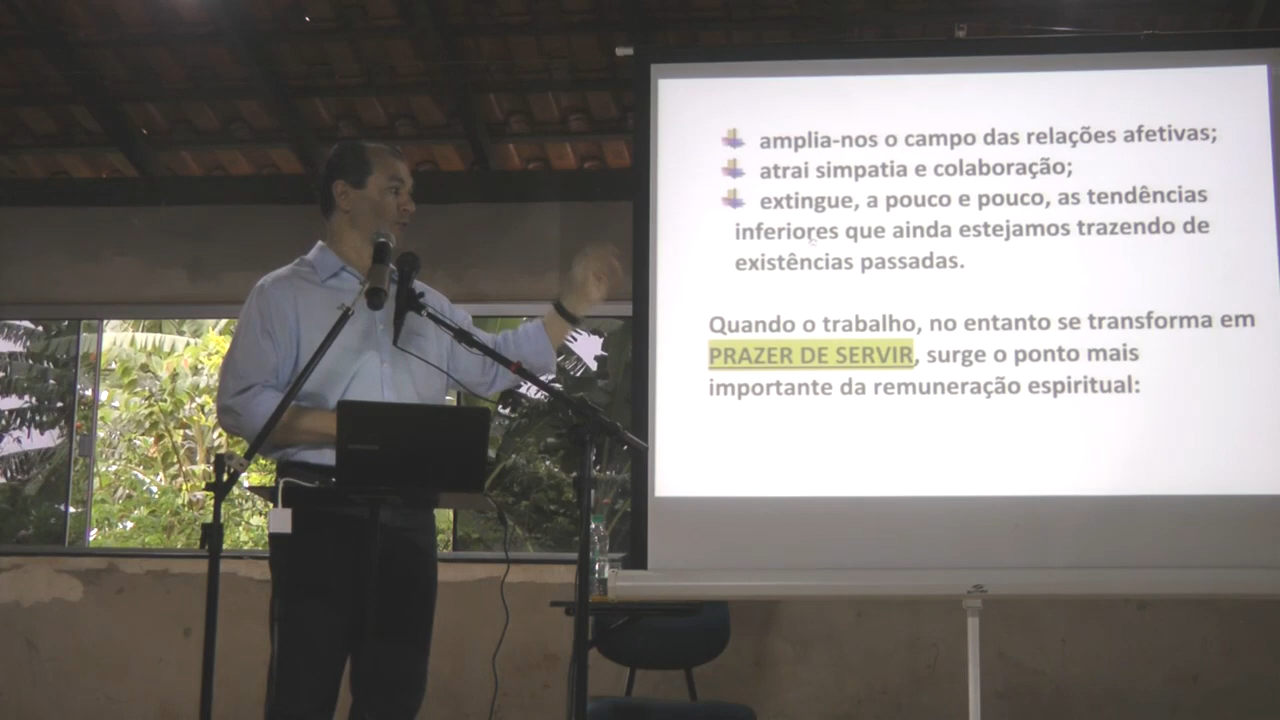 amplia-nos o campo das relações afetivas;
atrai simpatia e colaboração;
extingue, a pouco e pouco, as tendências
inferiores que ainda estejamos trazendo de
existências passadas.
Quando o trabalho, no entanto se transforma em
PRAZER DE SERVIR, surge o ponto mais
importante da remuneração espiritual: